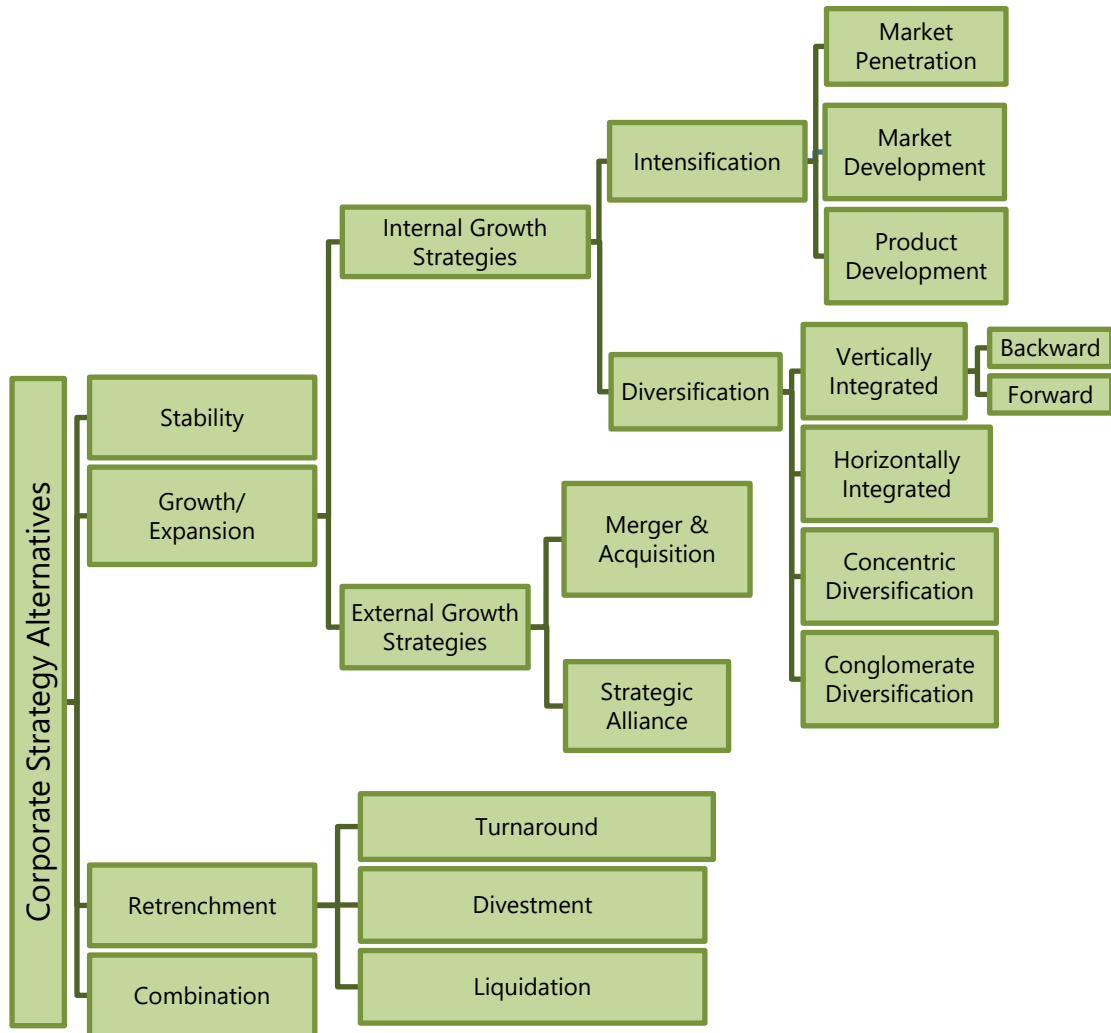 Corporate Strategy Alternatives
Stability
Growth/
Expansion
Internal Growth
Strategies
Intensification
Market
Penetration
Market
Development
Product
Development
Diversification
Vertically
Integrated
Backward
Forward
Horizontally
Integrated
Concentric
Diversification
Conglomerate
Diversification
External Growth
Strategies
Merger &
Acquisition
Strategic
Alliance
Retrenchment
Turnaround
Divestment
Liquidation
Combination